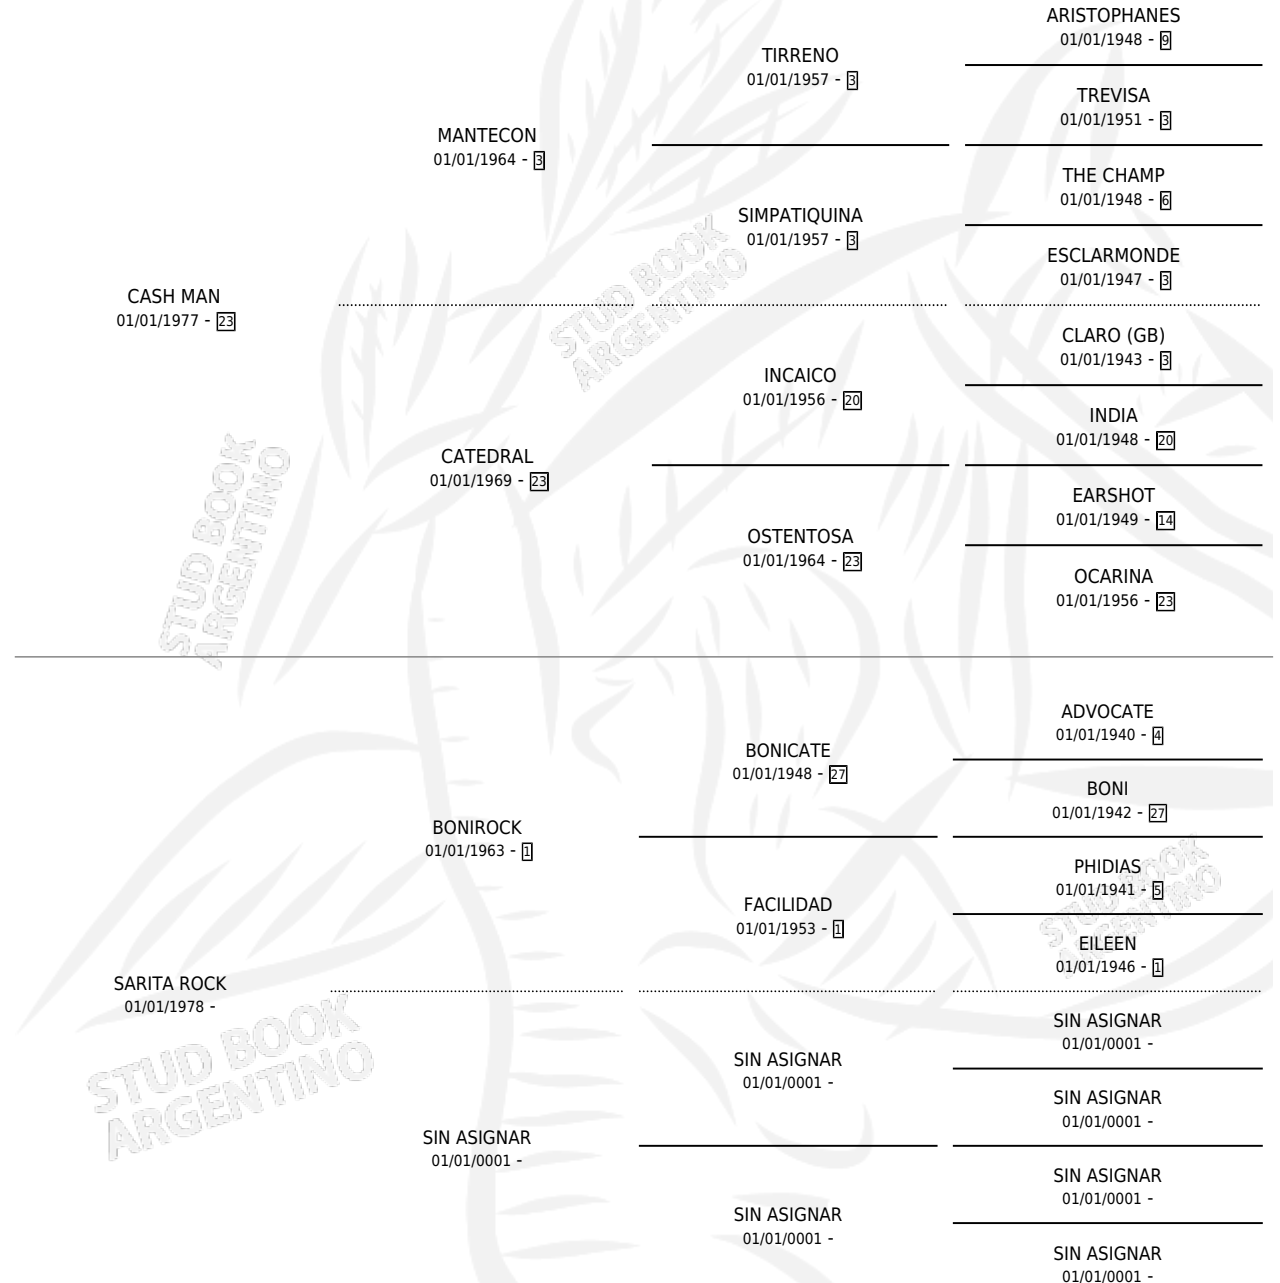 ARISTOPHANES
01/01/1948 - 9
TIRRENO
01/01/1957 - 3
TREVISA
01/01/1951 - 3
MANTECON
01/01/1964 - 3
THE CHAMP
01/01/1948 - 6
SIMPATIQUINA
01/01/1957 - 3
ESCLARMONDE
01/01/1947 - 3
CASH MAN
01/01/1977 - 23
STUD BOOK
ARGENTINO
CLARO (GB)
01/01/1943 - 3
INCAICO
01/01/1956 - 20
INDIA
01/01/1948 - 20
CATEDRAL
01/01/1969 - 23
EARSHOT
01/01/1949 - 14
OSTENTOSA
01/01/1964 - 23
OCARINA
01/01/1956 - 23
STUD BOOK
ARGENTINO
ADVOCATE
01/01/1940 - 4
BONICATE
01/01/1948 - 27
BONI
01/01/1942 - 27
BONIROCK
01/01/1963 - 1
PHIDIAS
01/01/1941 - 5
FACILIDAD
01/01/1953 - 1
STUD BOOK
ARGENTINO
EILEEN
01/01/1946 - 1
SARITA ROCK
01/01/1978 -
SIN ASIGNAR
01/01/0001 -
SIN ASIGNAR
01/01/0001 -
STUD BOOK
ARGENTINO
SIN ASIGNAR
01/01/0001 -
SIN ASIGNAR
01/01/0001 -
SIN ASIGNAR
01/01/0001 -
SIN ASIGNAR
01/01/0001 -
SIN ASIGNAR
01/01/0001 -